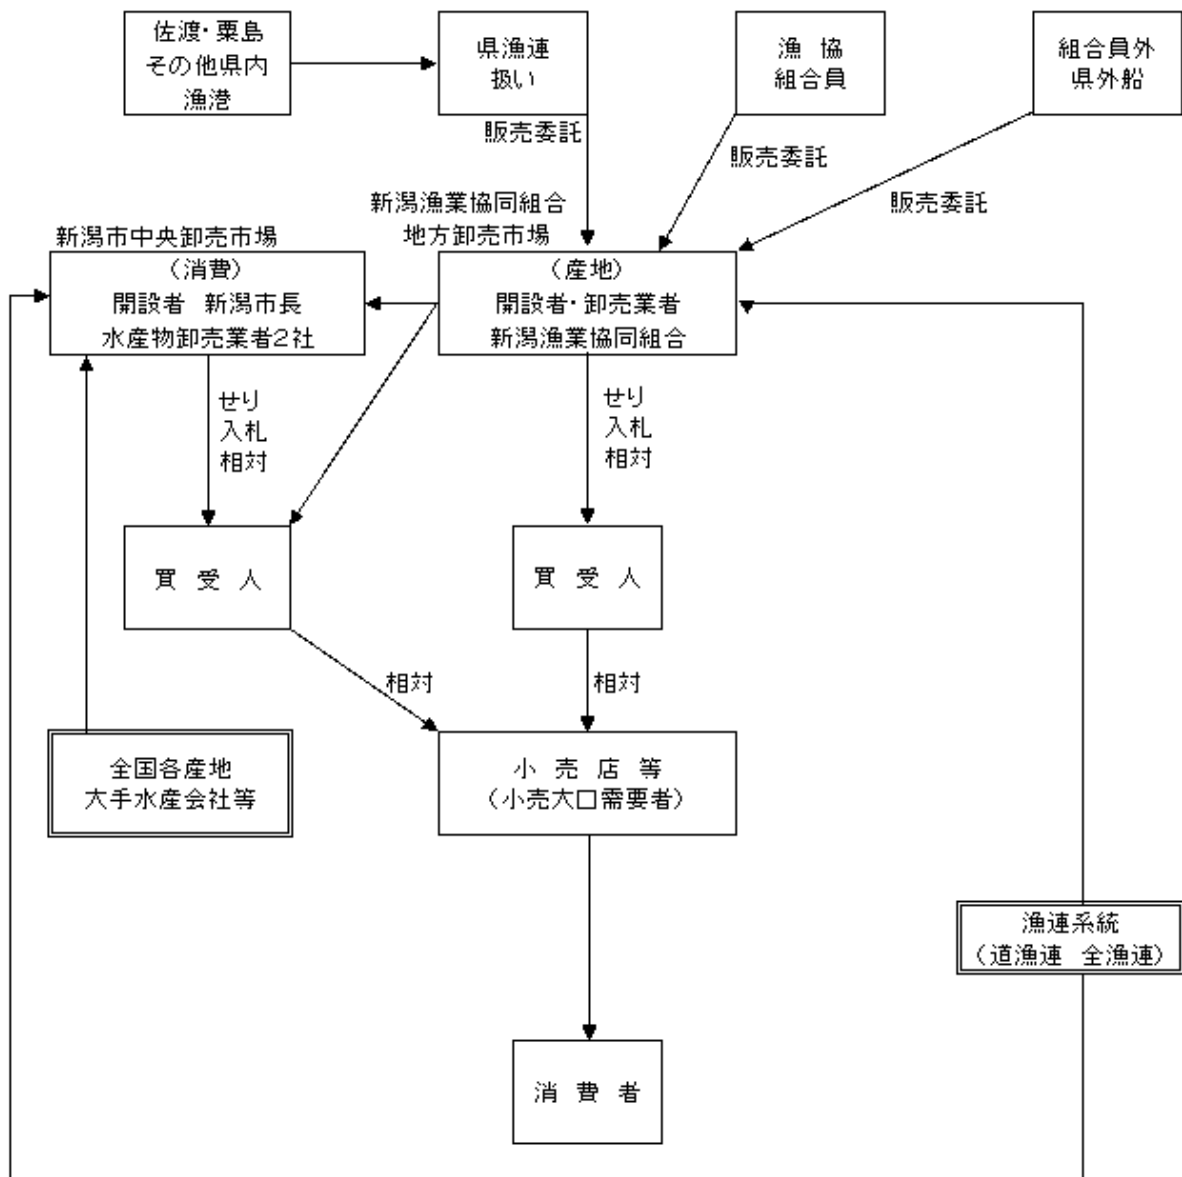 佐渡・粟島
その他県内
漁港
県漁連
扱い
漁 協
組合員
組合員外
県外船
販売委託
販売委託
販売委託
新潟漁業協同組合
地方卸売市場
新潟市中央卸売市場
(消費)
開設者 新潟市長
水産物卸売業者2社
(産地)
開設者・卸売業者
新潟漁業協同組合
せり
入札
相対
せり
入札
相対
買 受 人
買 受 人
相対
相対
全国各産地
大手水産会社等
小 売 店 等
(小売大口需要者)
漁連系統
(道漁連 全漁連)
消 費 者